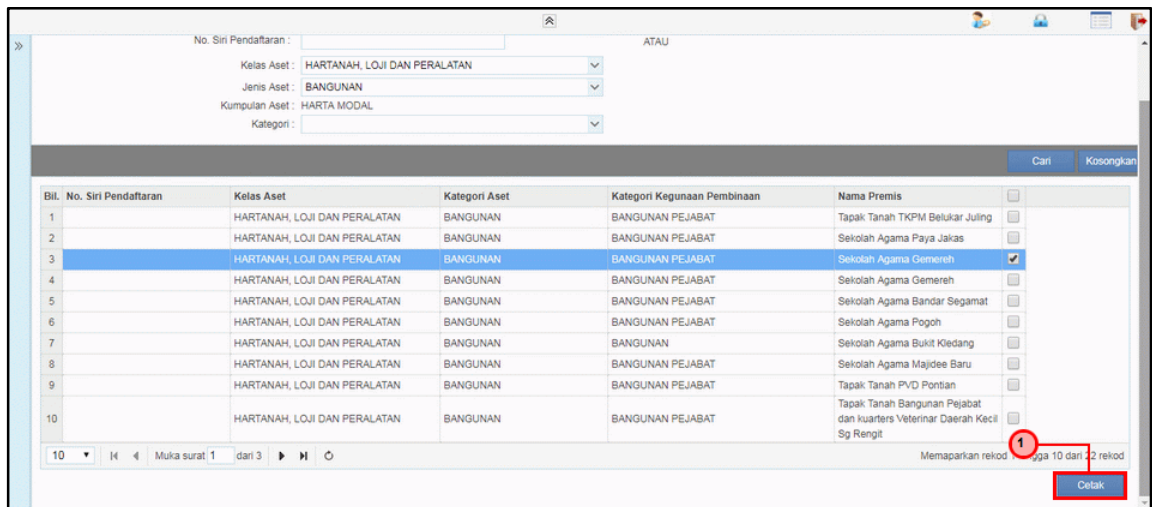 No. Siri Pendaftaran : ATAU
Kelas Aset : HARTANAH, LOJI DAN PERALATAN
Jenis Aset : BANGUNAN
Kumpulan Aset : HARTA MODAL
Kategori :
Cari Kosongkan
Bil. No. Siri Pendaftaran Kelas Aset Kategori Aset Kategori Kegunaan Pembinaan Nama Premis
1 HARTANAH, LOJI DAN PERALATAN BANGUNAN BANGUNAN PEJABAT Tapak Tanah TKPM Belukar Juling
2 HARTANAH, LOJI DAN PERALATAN BANGUNAN BANGUNAN PEJABAT Sekolah Agama Paya Jakas
3 HARTANAH, LOJI DAN PERALATAN BANGUNAN BANGUNAN PEJABAT Sekolah Agama Gemereh
4 HARTANAH, LOJI DAN PERALATAN BANGUNAN BANGUNAN PEJABAT Sekolah Agama Gemereh
5 HARTANAH, LOJI DAN PERALATAN BANGUNAN BANGUNAN PEJABAT Sekolah Agama Bandar Segamat
6 HARTANAH, LOJI DAN PERALATAN BANGUNAN BANGUNAN PEJABAT Sekolah Agama Pogoh
7 HARTANAH, LOJI DAN PERALATAN BANGUNAN BANGUNAN Sekolah Agama Bukit Kledang
8 HARTANAH, LOJI DAN PERALATAN BANGUNAN BANGUNAN PEJABAT Sekolah Agama Majidee Baru
9 HARTANAH, LOJI DAN PERALATAN BANGUNAN BANGUNAN PEJABAT Tapak Tanah PVD Pontian
10 HARTANAH, LOJI DAN PERALATAN BANGUNAN BANGUNAN PEJABAT Tapak Tanah Bangunan Pejabat
dan kuarters Veterinar Daerah Kecil
Sg Rengit
1
10 Muka surat 1 dari 3 Memaparkan rekod 10 dari 22 rekod
Cetak